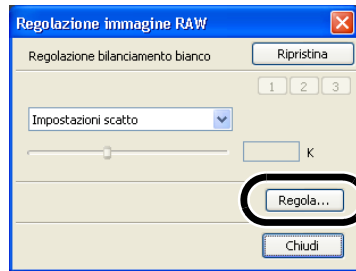 Regolazione immagine RAW
Regolazione bilanciamento bianco Ripristina
1 2 3
Impostazioni scatto
K
Regola...
Chiudi